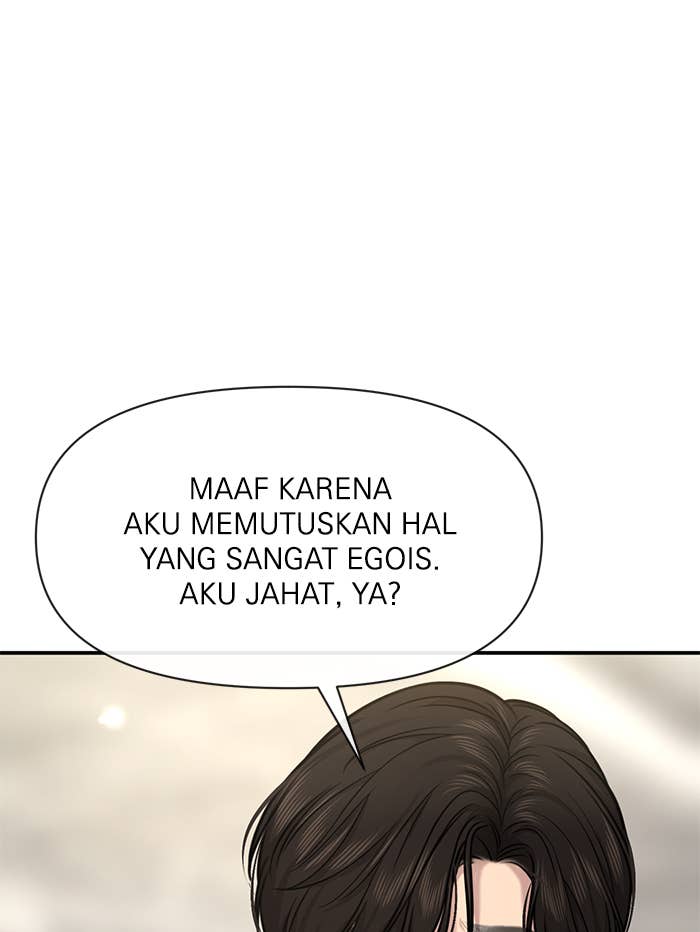 MAAF KARENA
AKU MEMUTUSKAN HAL
YANG SANGAT EGOIS.
AKU JAHAT, YA?